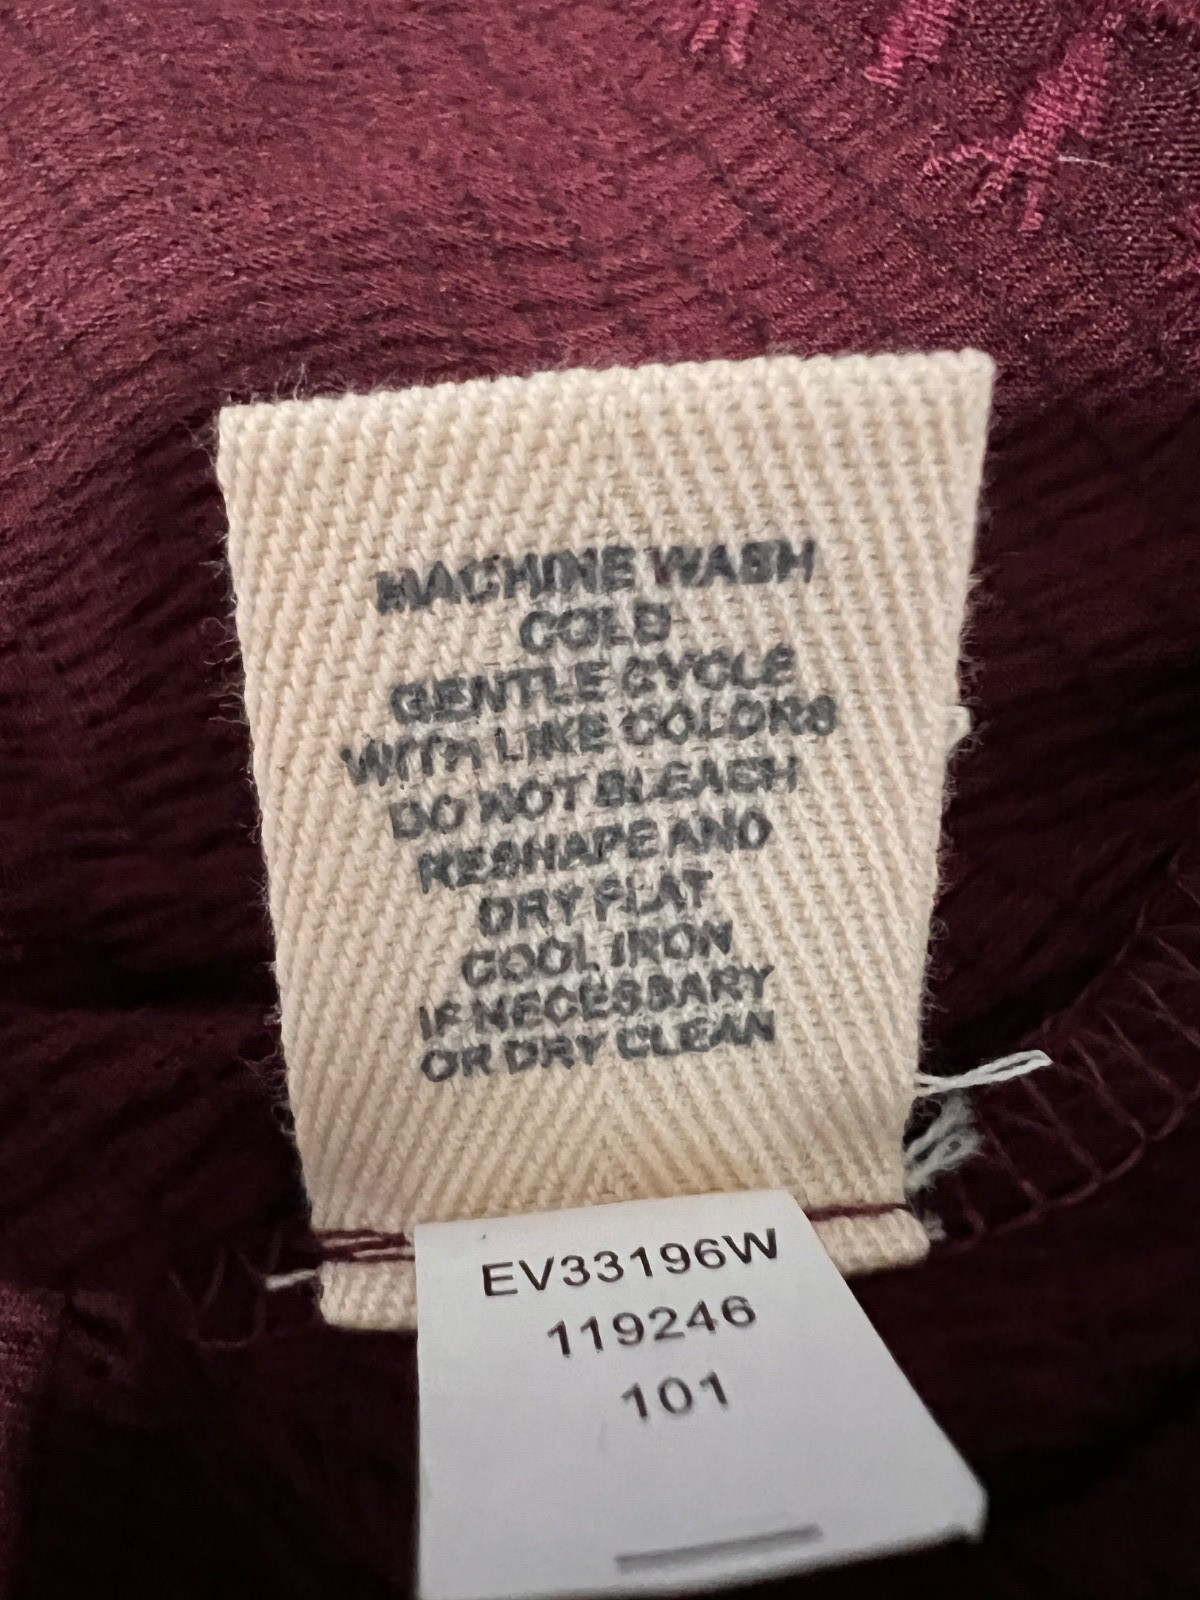 MACHINE WASH
COLD
GENTLE CYCLE
WITH LIKE COLORS
DO NOT BLEACH
RESHAPE AND
DRY FLAT
COOL IRON
IF NECESSARY
OR DRY CLEAN
EV33196W
119246
101